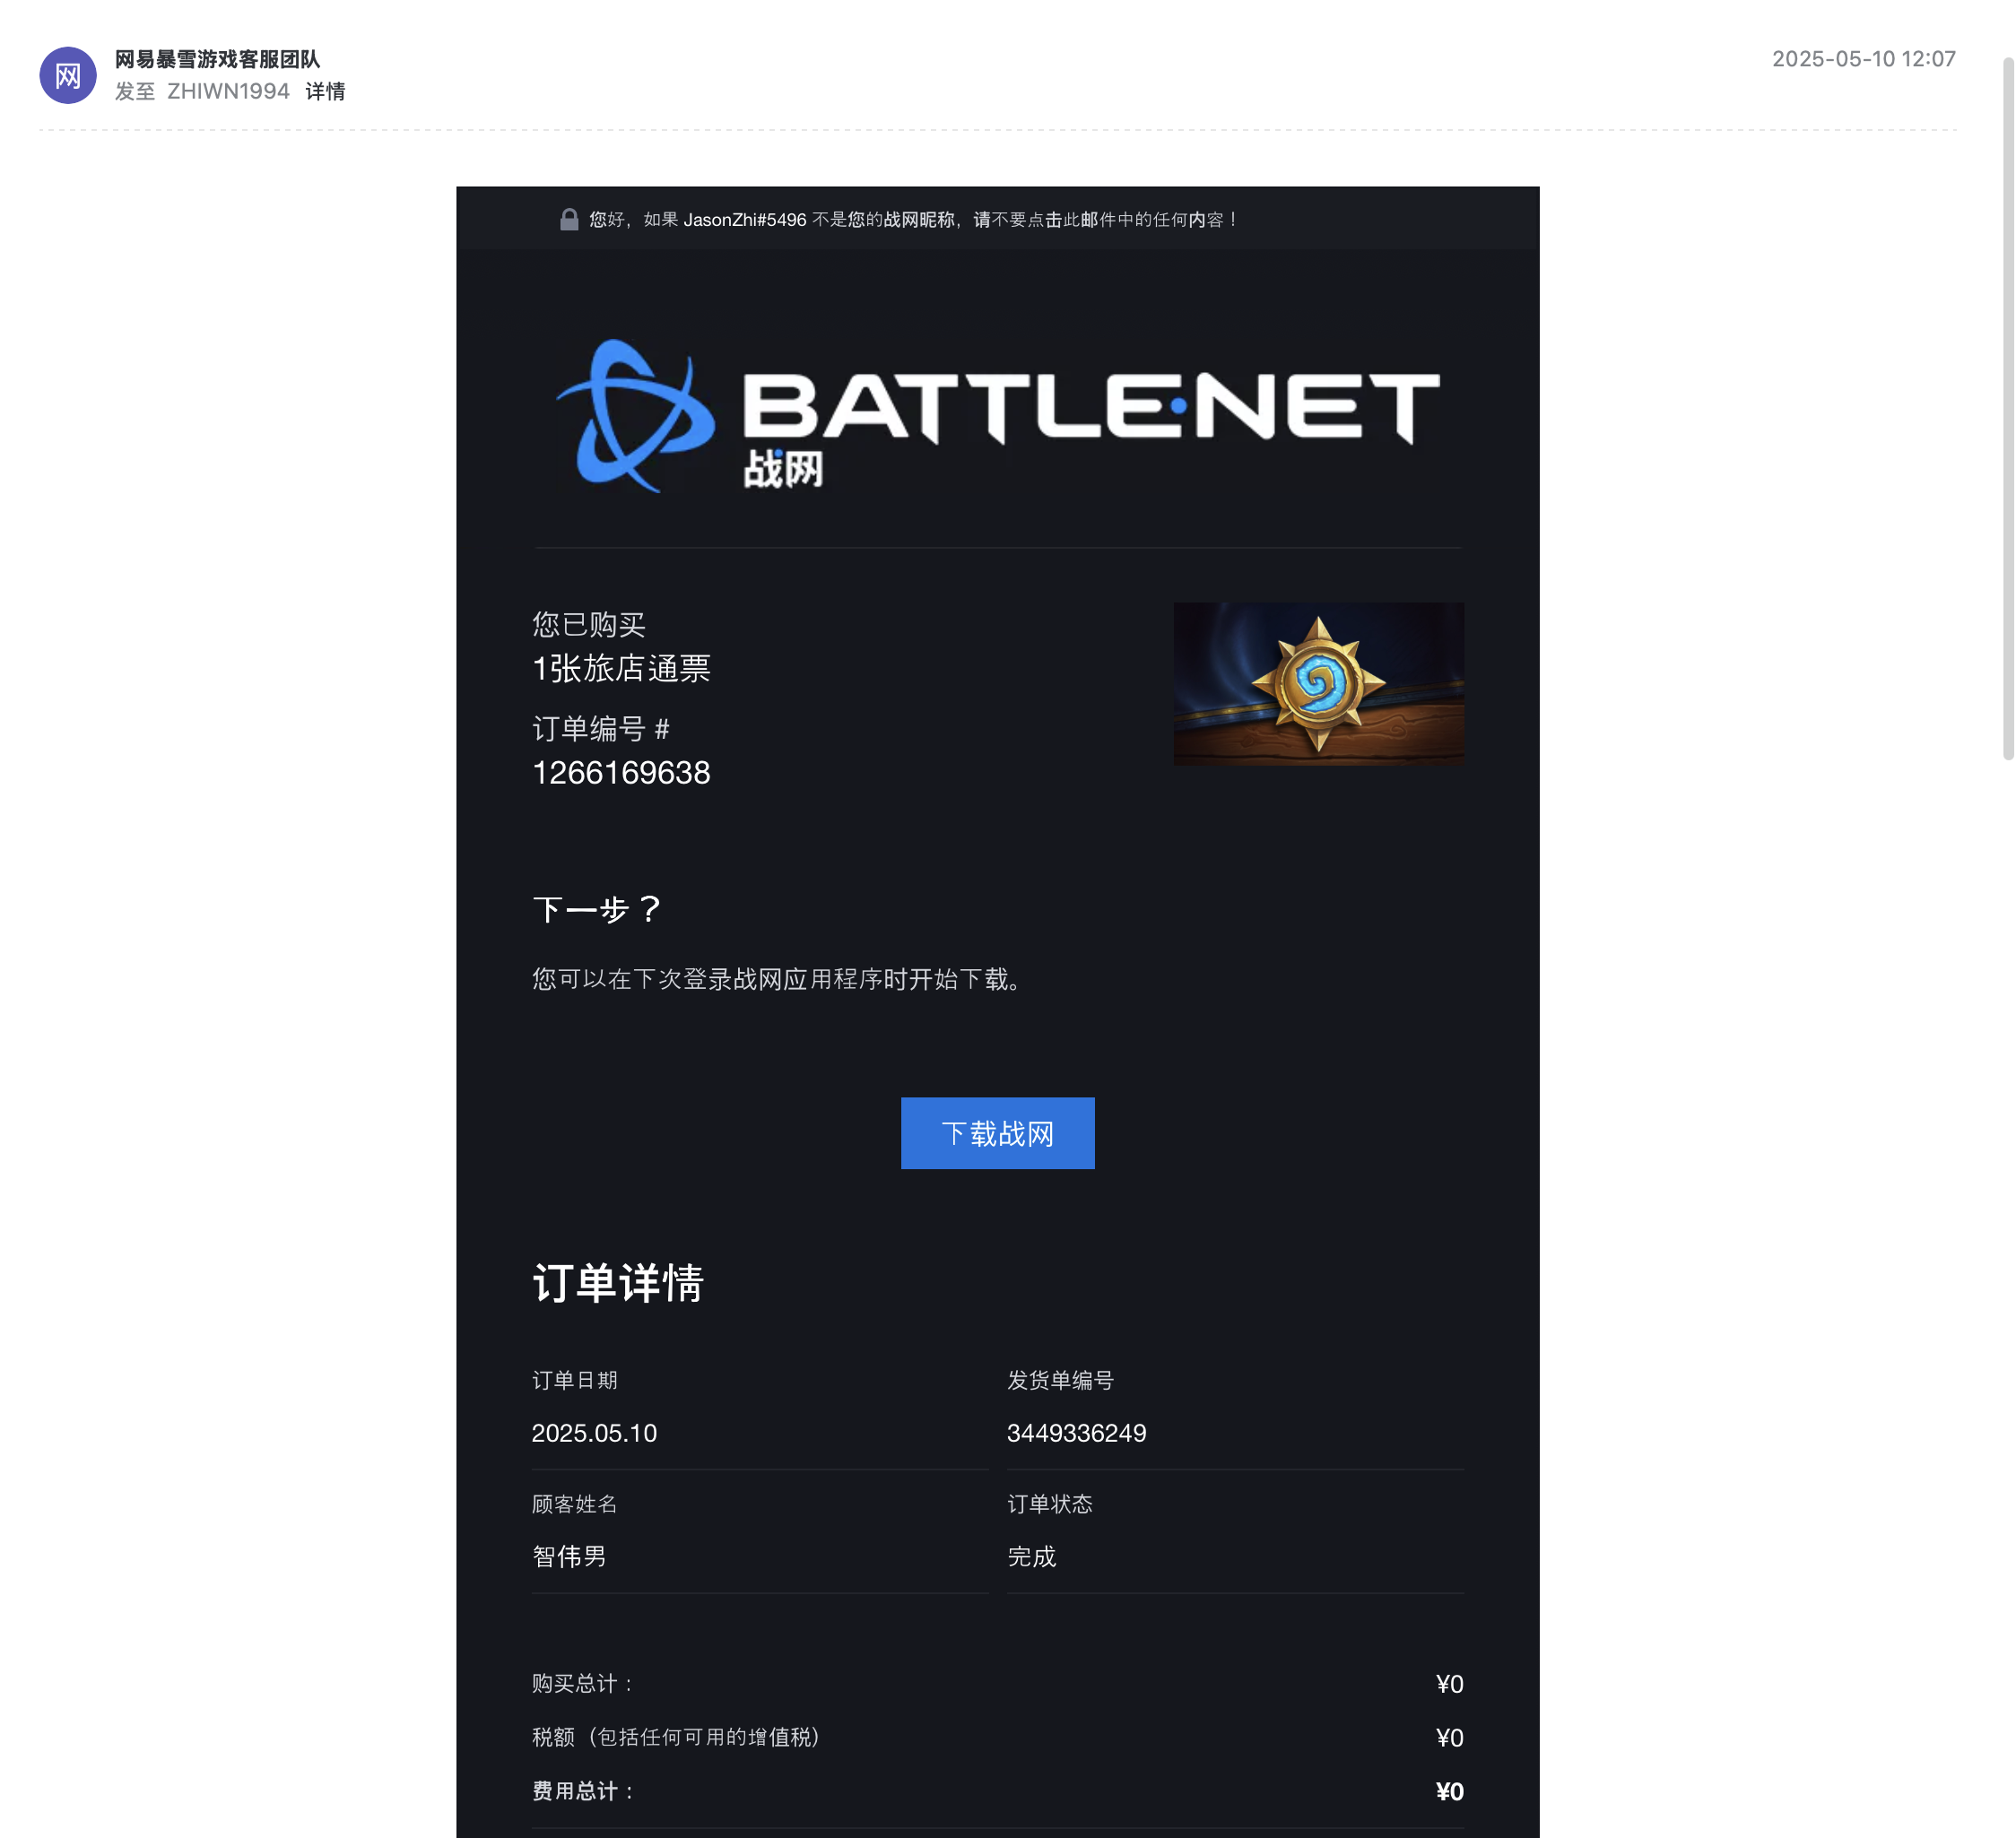 网
网易暴雪游戏客服团队
2025-05-10 12:07
发至 ZHIWN1994 详情
您好，如果 JasonZhi#5496 不是您的战网昵称，请不要点击此邮件中的任何内容！
BATTLE.NET
战网
您已购买
1张旅店通票
订单编号 #
1266169638
下一步？
您可以在下次登录战网应用程序时开始下载。
下载战网
订单详情
订单日期 发货单编号
2025.05.10 3449336249
顾客姓名 订单状态
智伟男 完成
购买总计： ¥0
税额（包括任何可用的增值税） ¥0
费用总计： ¥0